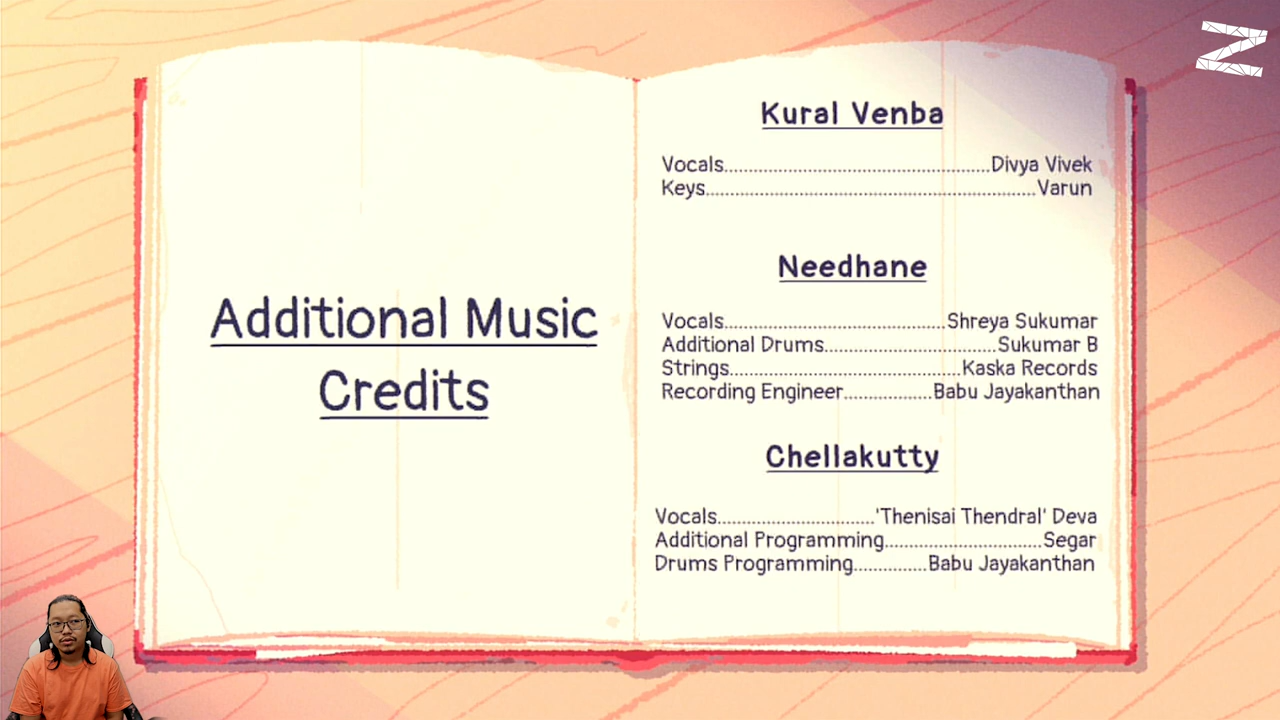 Additional Music
Credits
Kural Venba
Vocals.............................................Divya Vivek
Keys........................................................Varun
Needhane
Vocals......................................Shreya Sukumar
Additional Drums.............................Sukumar B
Strings.......................................Kaska Records
Recording Engineer...............Babu Jayakanthan
Chellakutty
Vocals...........................'Thenisai Thendral' Deva
Additional Programming...........................Segar
Drums Programming.............Babu Jayakanthan
Z